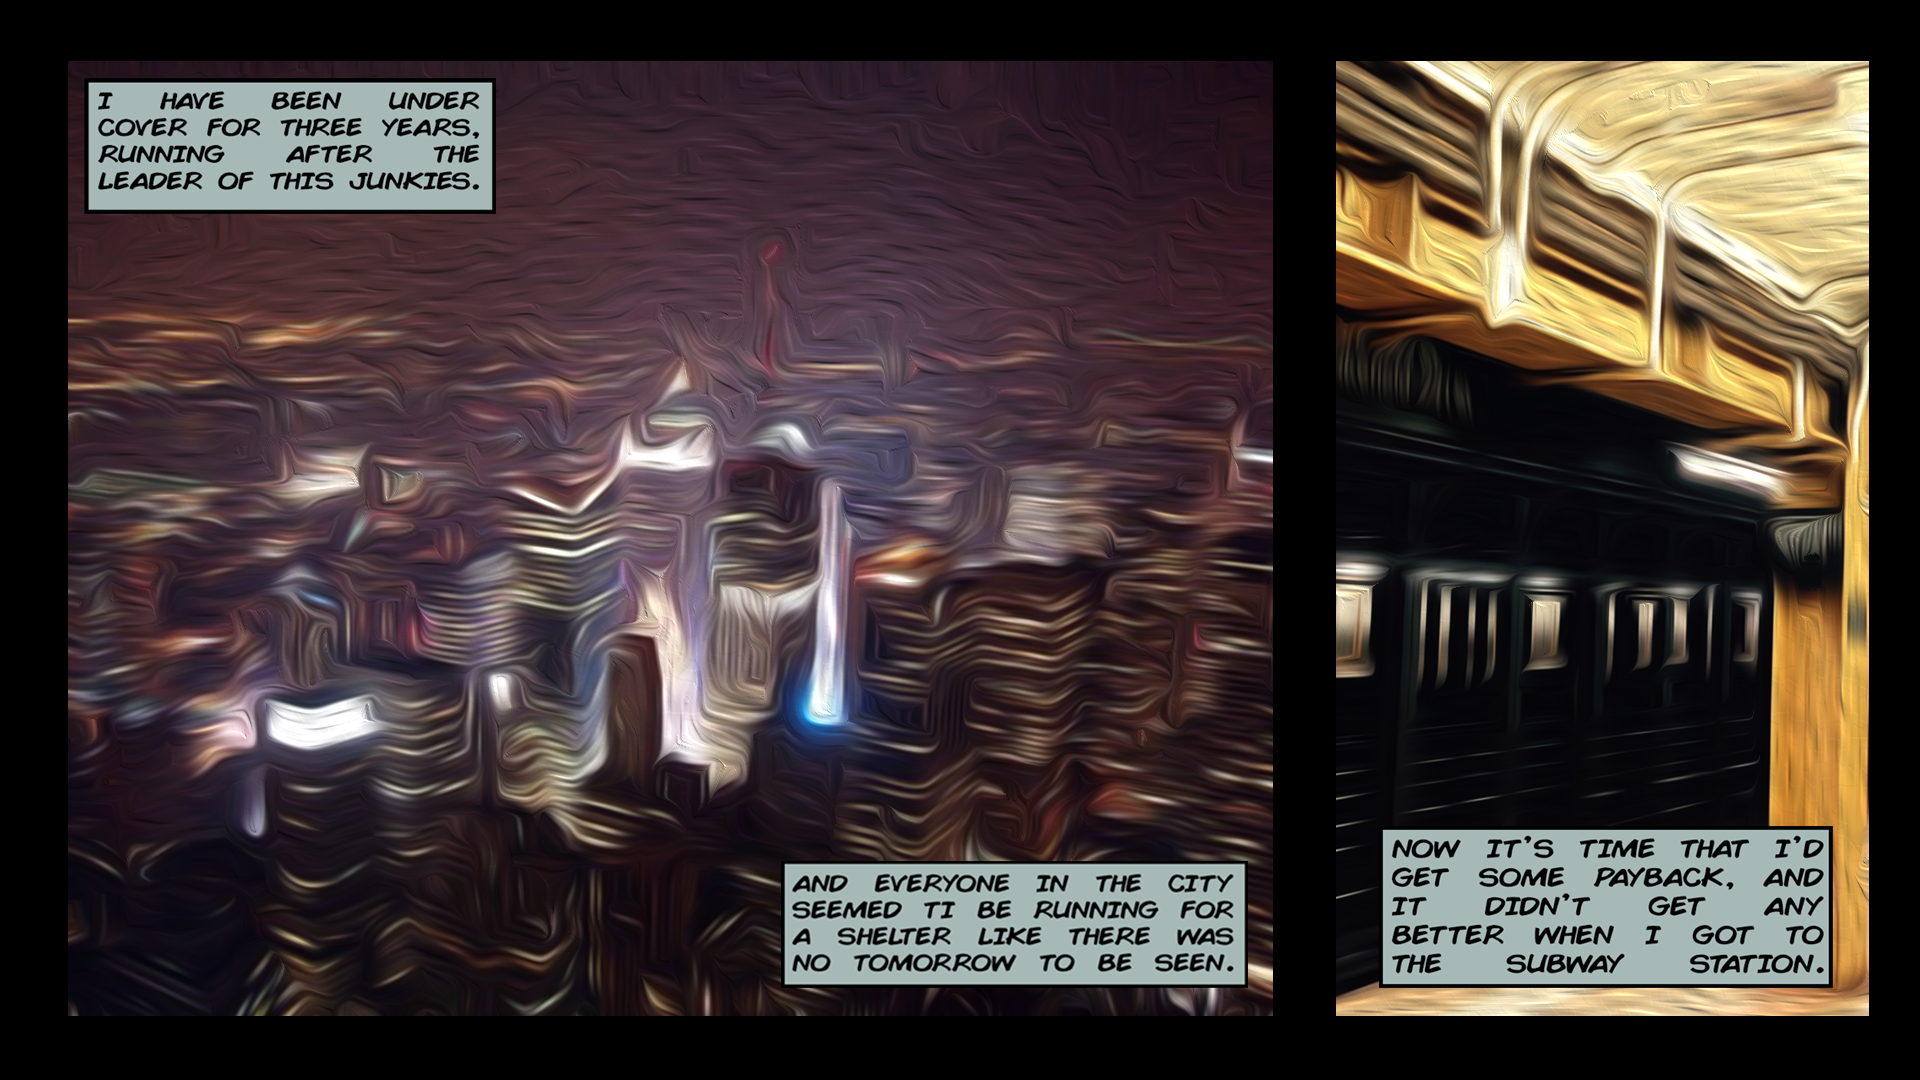 I HAVE BEEN UNDER
COVER FOR THREE YEARS,
RUNNING AFTER THE
LEADER OF THIS JUNKIES.
AND EVERYONE IN THE CITY
SEEMED TI BE RUNNING FOR
A SHELTER LIKE THERE WAS
NO TOMORROW TO BE SEEN.
NOW IT'S TIME THAT I'D
GET SOME PAYBACK, AND
IT DIDN'T GET ANY
BETTER WHEN I GOT TO
THE SUBWAY STATION.